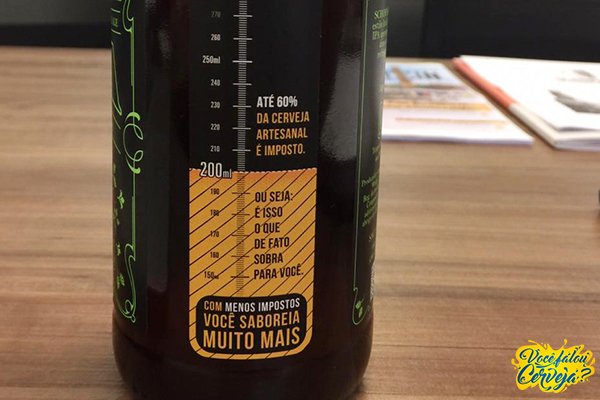 270
260
250ml
240
230
220
210
200ml
190
180
170
160
150ml
ATÉ 60%
DA CERVEJA
ARTESANAL
É IMPOSTO.
OU SEJA:
É ISSO
O QUE
DE FATO
SOBRA
PARA VOCÊ.
COM MENOS IMPOSTOS
VOCÊ SABOREIA
MUITO MAIS
Você falou
Cerveja?